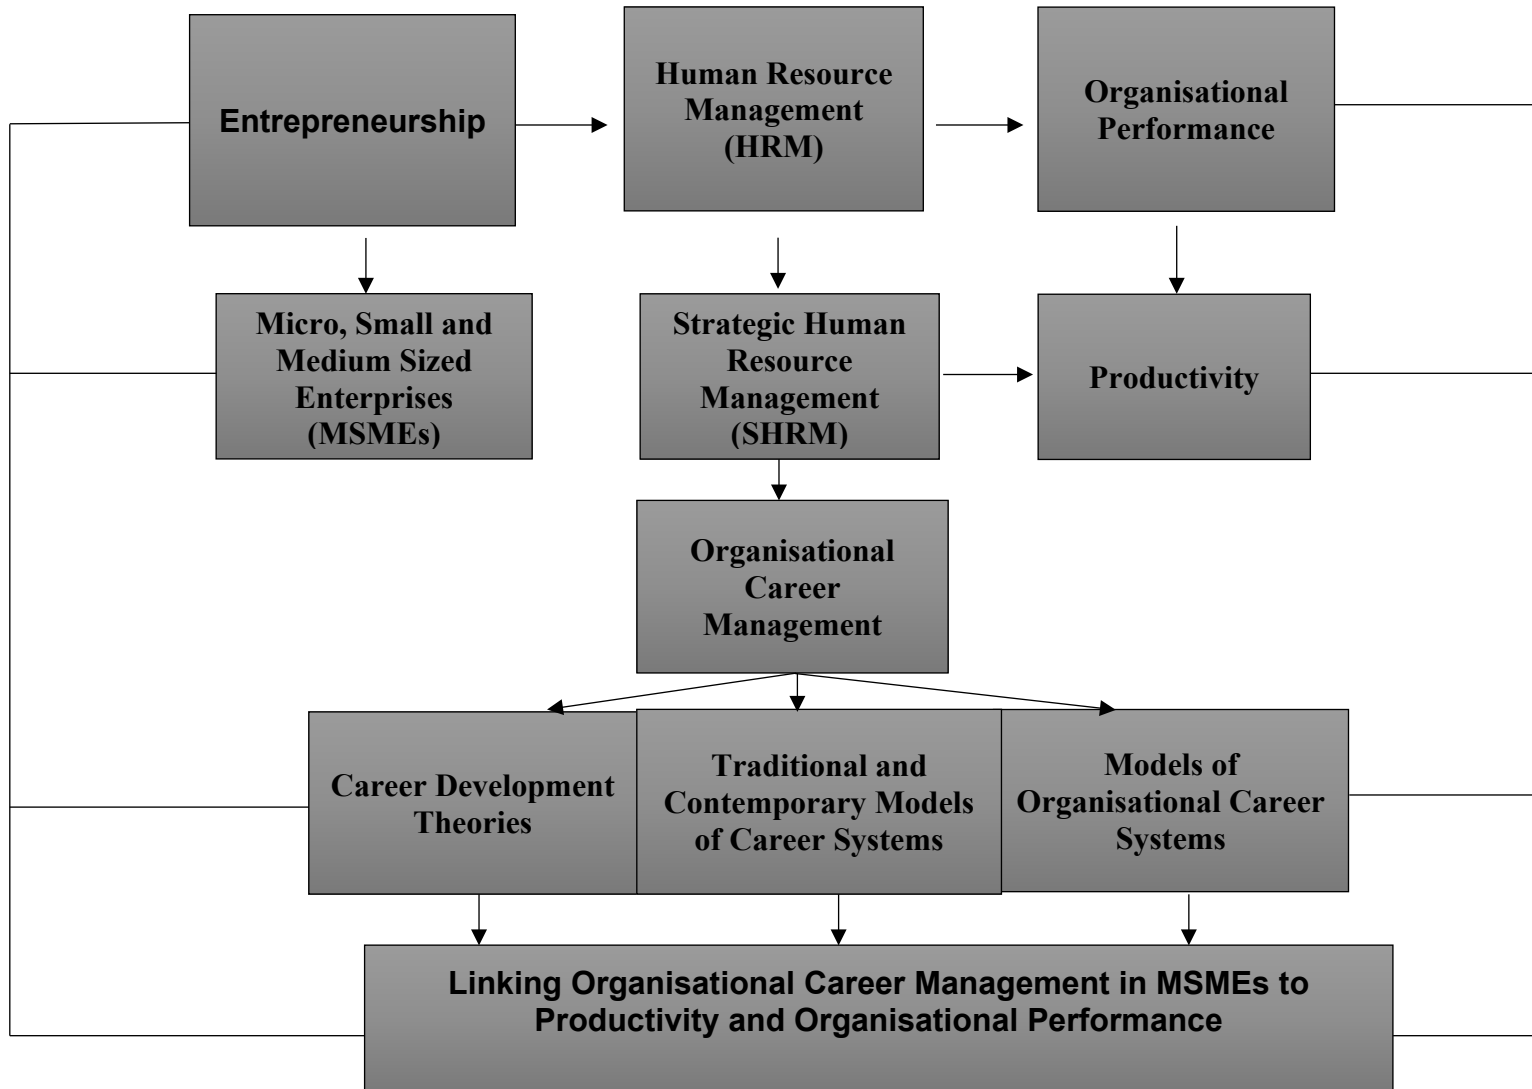 Entrepreneurship
Human Resource
Management
(HRM)
Organisational
Performance
Micro, Small and
Medium Sized
Enterprises
(MSMEs)
Strategic Human
Resource
Management
(SHRM)
Productivity
Organisational
Career
Management
Career Development
Theories
Traditional and
Contemporary Models
of Career Systems
Models of
Organisational Career
Systems
Linking Organisational Career Management in MSMEs to
Productivity and Organisational Performance